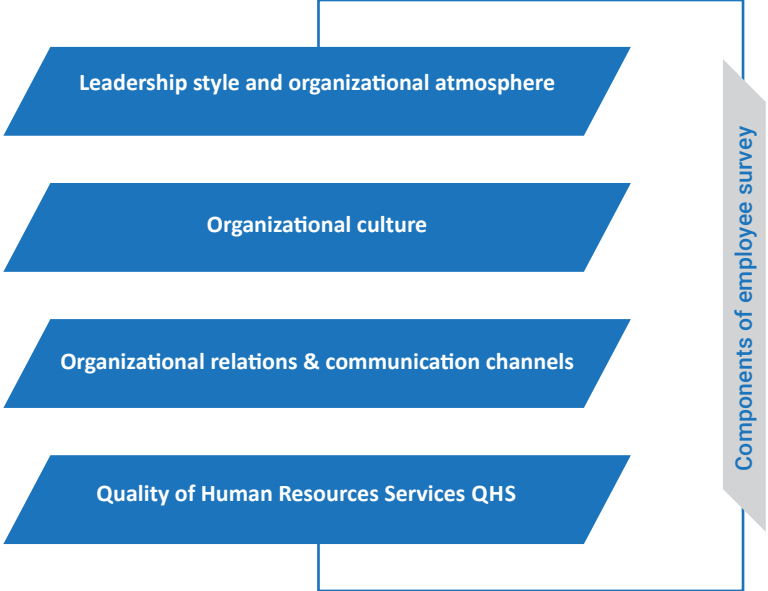 Leadership style and organizational atmosphere
Organizational culture
Organizational relations & communication channels
Quality of Human Resources Services QHS
Components of employee survey